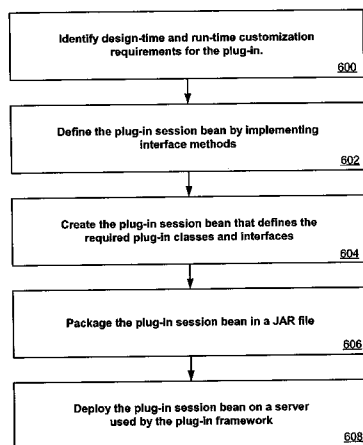 Identify design-time and run-time customization
requirements for the plug-in.
600
Define the plug-in session bean by implementing
interface methods
602
Create the plug-in session bean that defines the
required plug-in classes and interfaces
604
Package the plug-in session bean in a JAR file
606
Deploy the plug-in session bean on a server
used by the plug-in framework
608